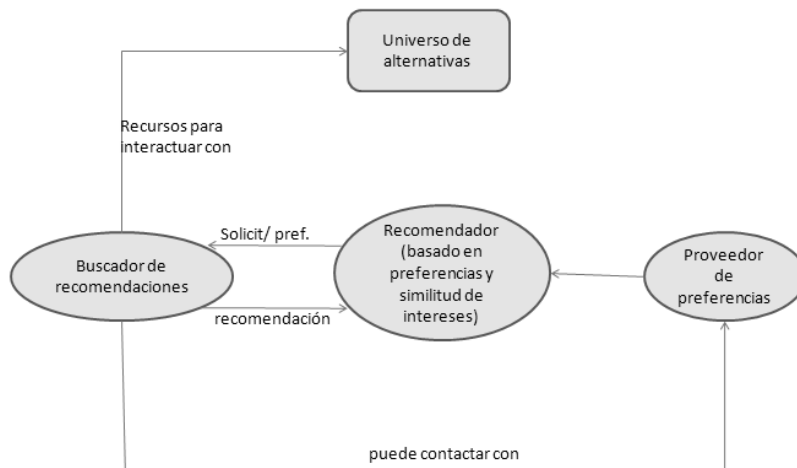 Universo de
alternativas
Recursos para
interactuar con
Solicit/ pref.
Recomendador
(basado en
preferencias y
similitud de
intereses)
Buscador de
recomendaciones
Proveedor
de
preferencias
recomendación
puede contactar con